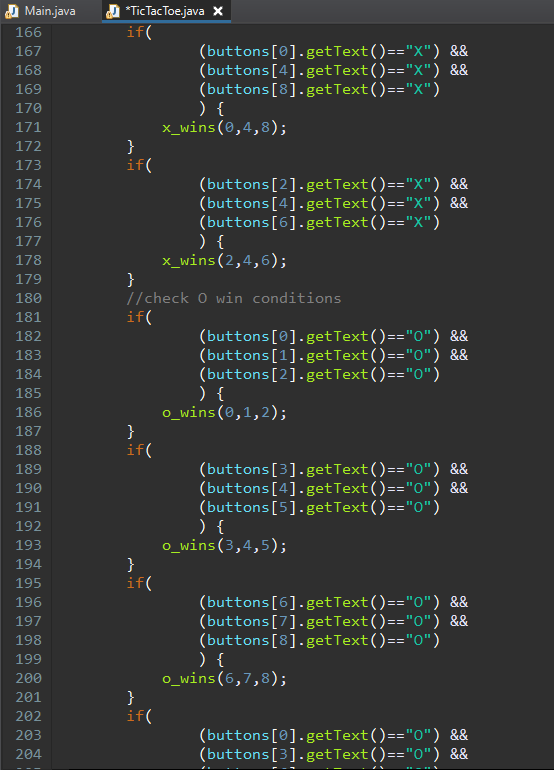 Main.java
*TicTacToe.java
166 if(
167 (buttons[0].getText()=="X") &&
168 (buttons[4].getText()=="X") &&
169 (buttons[8].getText()=="X")
170 ) {
171 x_wins(0,4,8);
172 }
173 if(
174 (buttons[2].getText()=="X") &&
175 (buttons[4].getText()=="X") &&
176 (buttons[6].getText()=="X")
177 ) {
178 x_wins(2,4,6);
179 }
180 //check O win conditions
181 if(
182 (buttons[0].getText()=="O") &&
183 (buttons[1].getText()=="O") &&
184 (buttons[2].getText()=="O")
185 ) {
186 o_wins(0,1,2);
187 }
188 if(
189 (buttons[3].getText()=="O") &&
190 (buttons[4].getText()=="O") &&
191 (buttons[5].getText()=="O")
192 ) {
193 o_wins(3,4,5);
194 }
195 if(
196 (buttons[6].getText()=="O") &&
197 (buttons[7].getText()=="O") &&
198 (buttons[8].getText()=="O")
199 ) {
200 o_wins(6,7,8);
201 }
202 if(
203 (buttons[0].getText()=="O") &&
204 (buttons[3].getText()=="O") &&